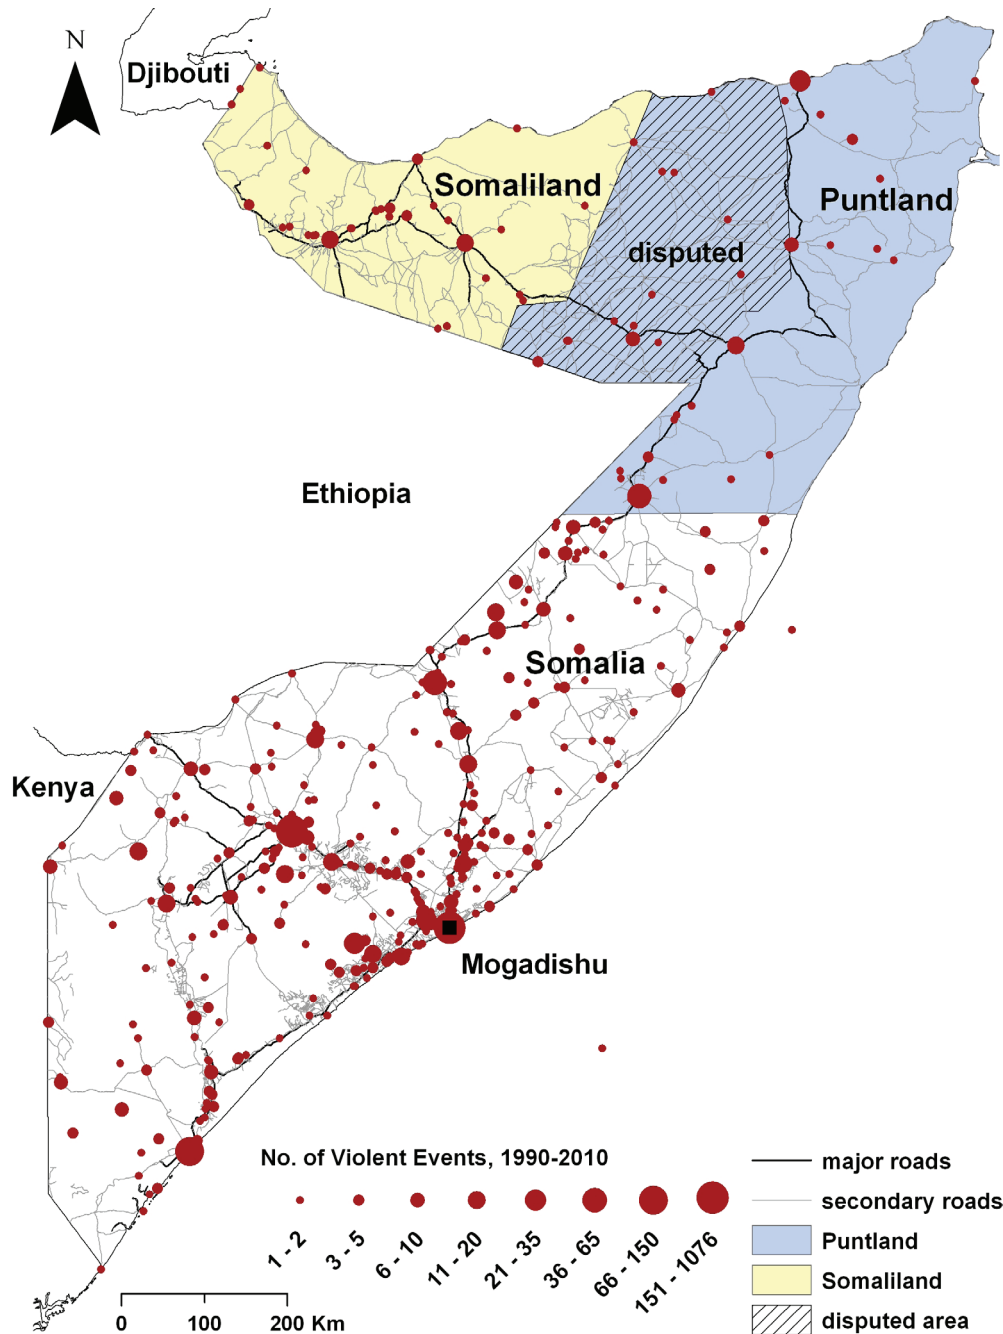 N
Djibouti
Somaliland
Puntland
disputed
Ethiopia
Somalia
Kenya
Mogadishu
No. of Violent Events, 1990-2010
1 - 2
3 - 5
6 - 10
11 - 20
21 - 35
36 - 65
66 - 150
151 - 1076
major roads
secondary roads
Puntland
Somaliland
disputed area
0 100 200 Km